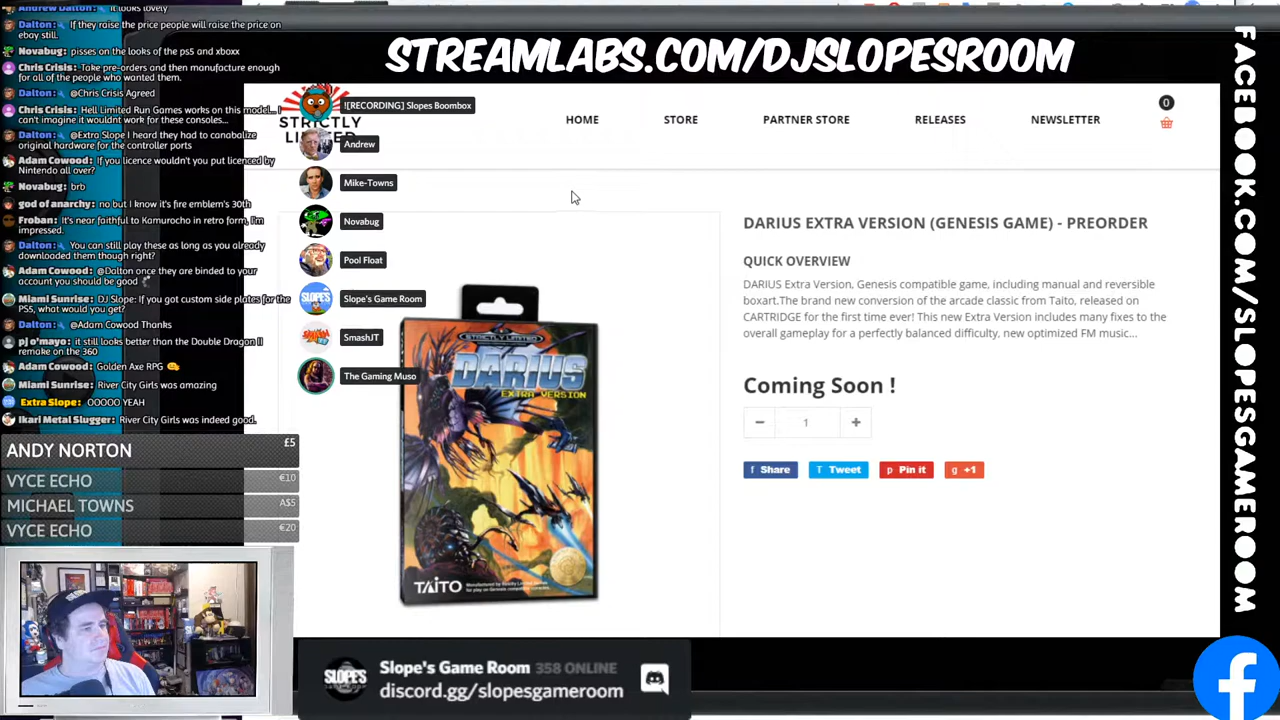 Andrew Dalton: It looks lovely
Dalton: If they raise the price people will raise the price on
ebay still.
Novabug: pisses on the looks of the ps5 and xboxx
Chris Crisis: Take pre-orders and then manufacture enough
for all of the people who wanted them.
Dalton: @Chris Crisis Agreed
Chris Crisis: Hell Limited Run Games works on this model... I
can't imagine it wouldnt work for these consoles...
Dalton: @Extra Slope I heard they had to canabalize
original hardware for the controller ports
Adam Cowood: If you licence wouldn't you put licenced by
Nintendo all over?
Novabug: brb
god of anarchy: no but I know it's fire emblem's 30th
Froban: It's near faithful to Kamurocho in retro form, I'm
impressed.
Dalton: You can still play these as long as you already
downloaded them though right?
Adam Cowood: @Dalton once they are binded to your
account you should be good
Miami Sunrise: DJ Slope: If you got custom side plates for the
PS5, what would you get?
Dalton: @Adam Cowood Thanks
pj o'mayo: it still looks better than the Double Dragon II
remake on the 360
Adam Cowood: Golden Axe RPG
Miami Sunrise: River City Girls was amazing
Extra Slope: OOOOO YEAH
Ikari Metal Slugger: River City Girls was indeed good.
ANDY NORTON £5
VYCE ECHO €10
MICHAEL TOWNS A$5
VYCE ECHO €20
STREAMLABS.COM/DJSLOPESROOM
STRICTLY
LIMITED
![RECORDING] Slopes Boombox
Andrew
Mike-Towns
Novabug
Pool Float
Slope's Game Room
SmashJT
The Gaming Muso
HOME
STORE
PARTNER STORE
RELEASES
NEWSLETTER
0
DARIUS EXTRA VERSION (GENESIS GAME) - PREORDER
QUICK OVERVIEW
DARIUS Extra Version, Genesis compatible game, including manual and reversible
boxart.The brand new conversion of the arcade classic from Taito, released on
CARTRIDGE for the first time ever! This new Extra Version includes many fixes to the
overall gameplay for a perfectly balanced difficulty, new optimized FM music...
Coming Soon !
− 1 +
f Share
T Tweet
p Pin it
g +1
STRICTLY LIMITED
DARIUS
EXTRA VERSION
TAITO
SLOPE'S
Slope's Game Room 358 ONLINE
discord.gg/slopesgameroom
FACEBOOK.COM/SLOPESGAMEROOM